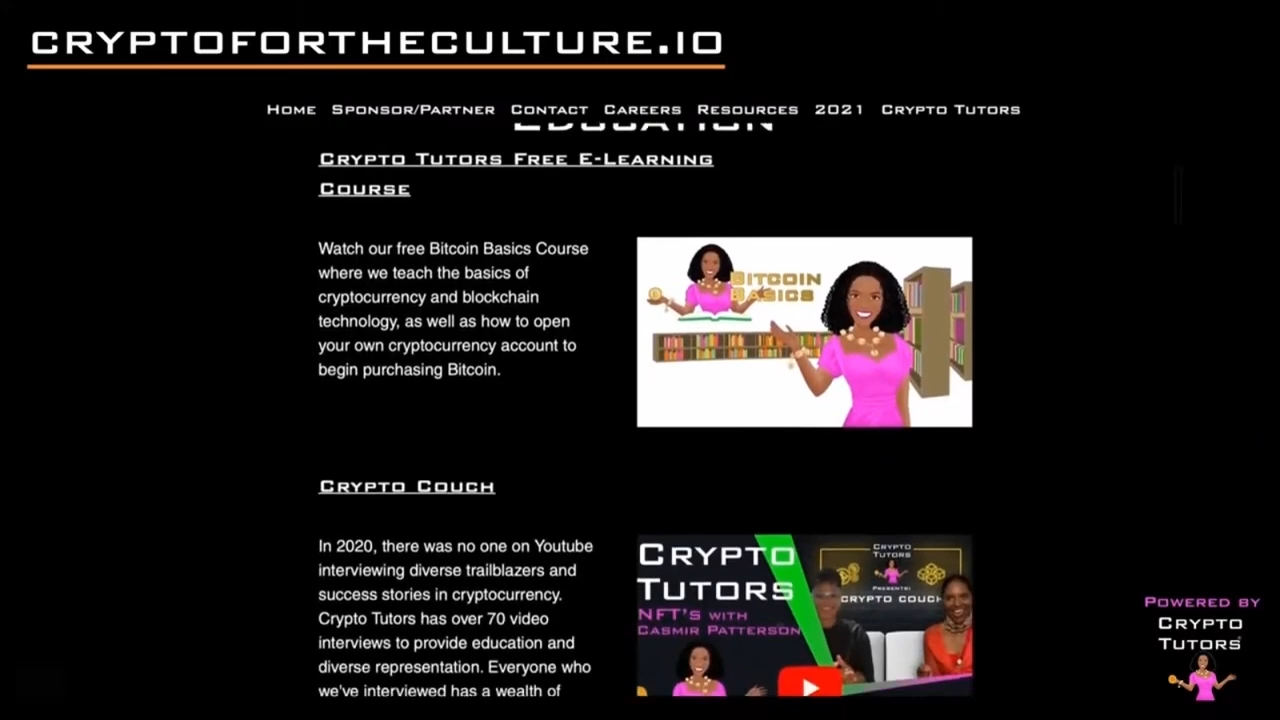 CRYPTOFORTHECULTURE.IO
HOME SPONSOR/PARTNER CONTACT CAREERS RESOURCES 2021 CRYPTO TUTORS
EDUCATION
CRYPTO TUTORS FREE E-LEARNING
COURSE
Watch our free Bitcoin Basics Course
where we teach the basics of
cryptocurrency and blockchain
technology, as well as how to open
your own cryptocurrency account to
begin purchasing Bitcoin.
BITCOIN
BASICS
CRYPTO COUCH
In 2020, there was no one on Youtube
interviewing diverse trailblazers and
success stories in cryptocurrency.
Crypto Tutors has over 70 video
interviews to provide education and
diverse representation. Everyone who
we've interviewed has a wealth of
CRYPTO
TUTORS
NFT'S WITH
CASMIR PATTERSON
CRYPTO
TUTORS
PRESENTS:
CRYPTO COUCH
POWERED BY
CRYPTO
TUTORS